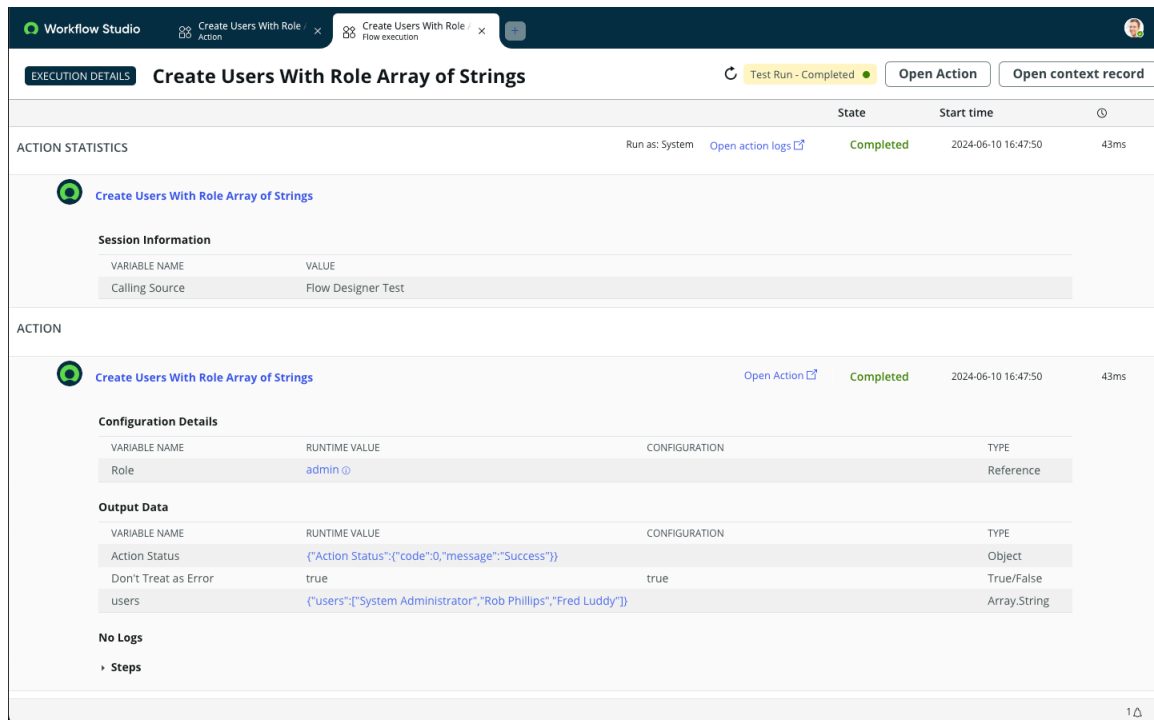 Workflow Studio
Create Users With Role /
Action
Create Users With Role /
Flow execution
EXECUTION DETAILS
Create Users With Role Array of Strings
Test Run - Completed
Open Action
Open context record
State
Start time
ACTION STATISTICS
Run as: System
Open action logs
Completed
2024-06-10 16:47:50
43ms
Create Users With Role Array of Strings
Session Information
VARIABLE NAME VALUE
Calling Source Flow Designer Test
ACTION
Create Users With Role Array of Strings
Open Action
Completed
2024-06-10 16:47:50
43ms
Configuration Details
VARIABLE NAME RUNTIME VALUE CONFIGURATION TYPE
Role admin Reference
Output Data
VARIABLE NAME RUNTIME VALUE CONFIGURATION TYPE
Action Status {"Action Status":{"code":0,"message":"Success"}} Object
Don't Treat as Error true true True/False
users {"users":["System Administrator","Rob Phillips","Fred Luddy"]} Array.String
No Logs
Steps
1